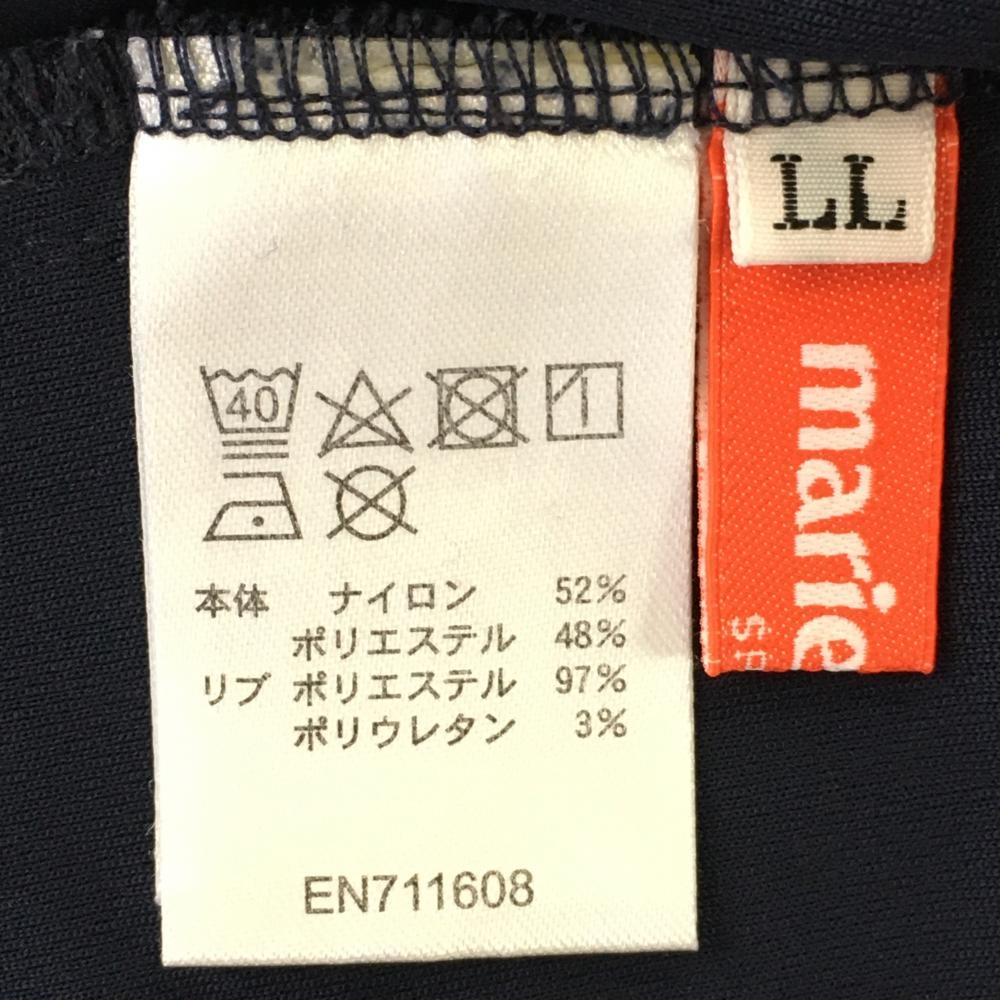 40
本体 ナイロン 52%
ポリエステル 48%
リブ ポリエステル 97%
ポリウレタン 3%
EN711608
LL
marie